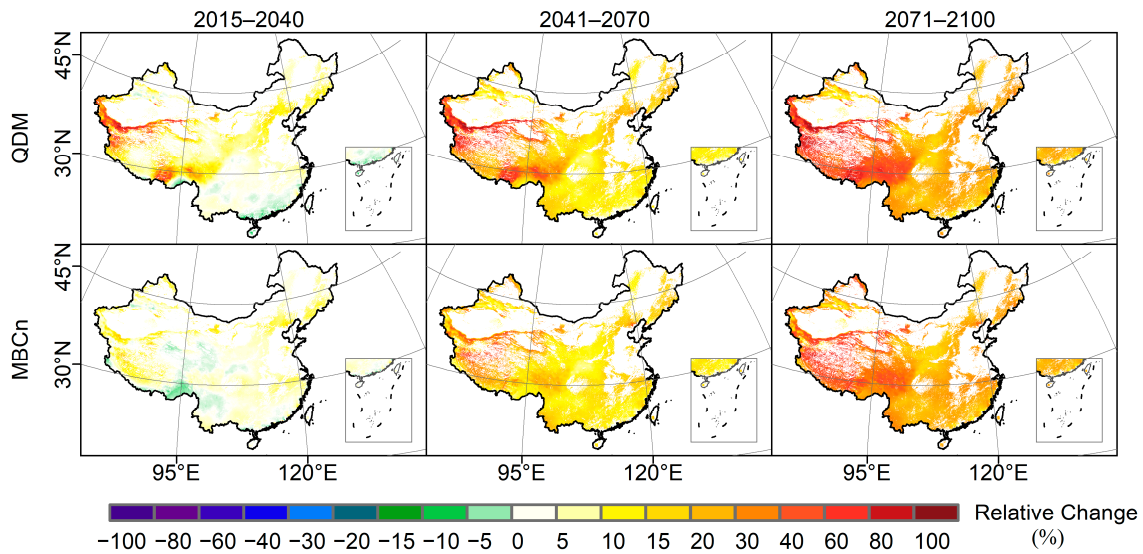 2015–2040 2041–2070 2071–2100
45°N
30°N
QDM
45°N
30°N
MBCn
95°E 120°E 95°E 120°E 95°E 120°E
−100 −80 −60 −40 −30 −20 −15 −10 −5 0 5 10 15 20 30 40 60 80 100
Relative Change
(%)